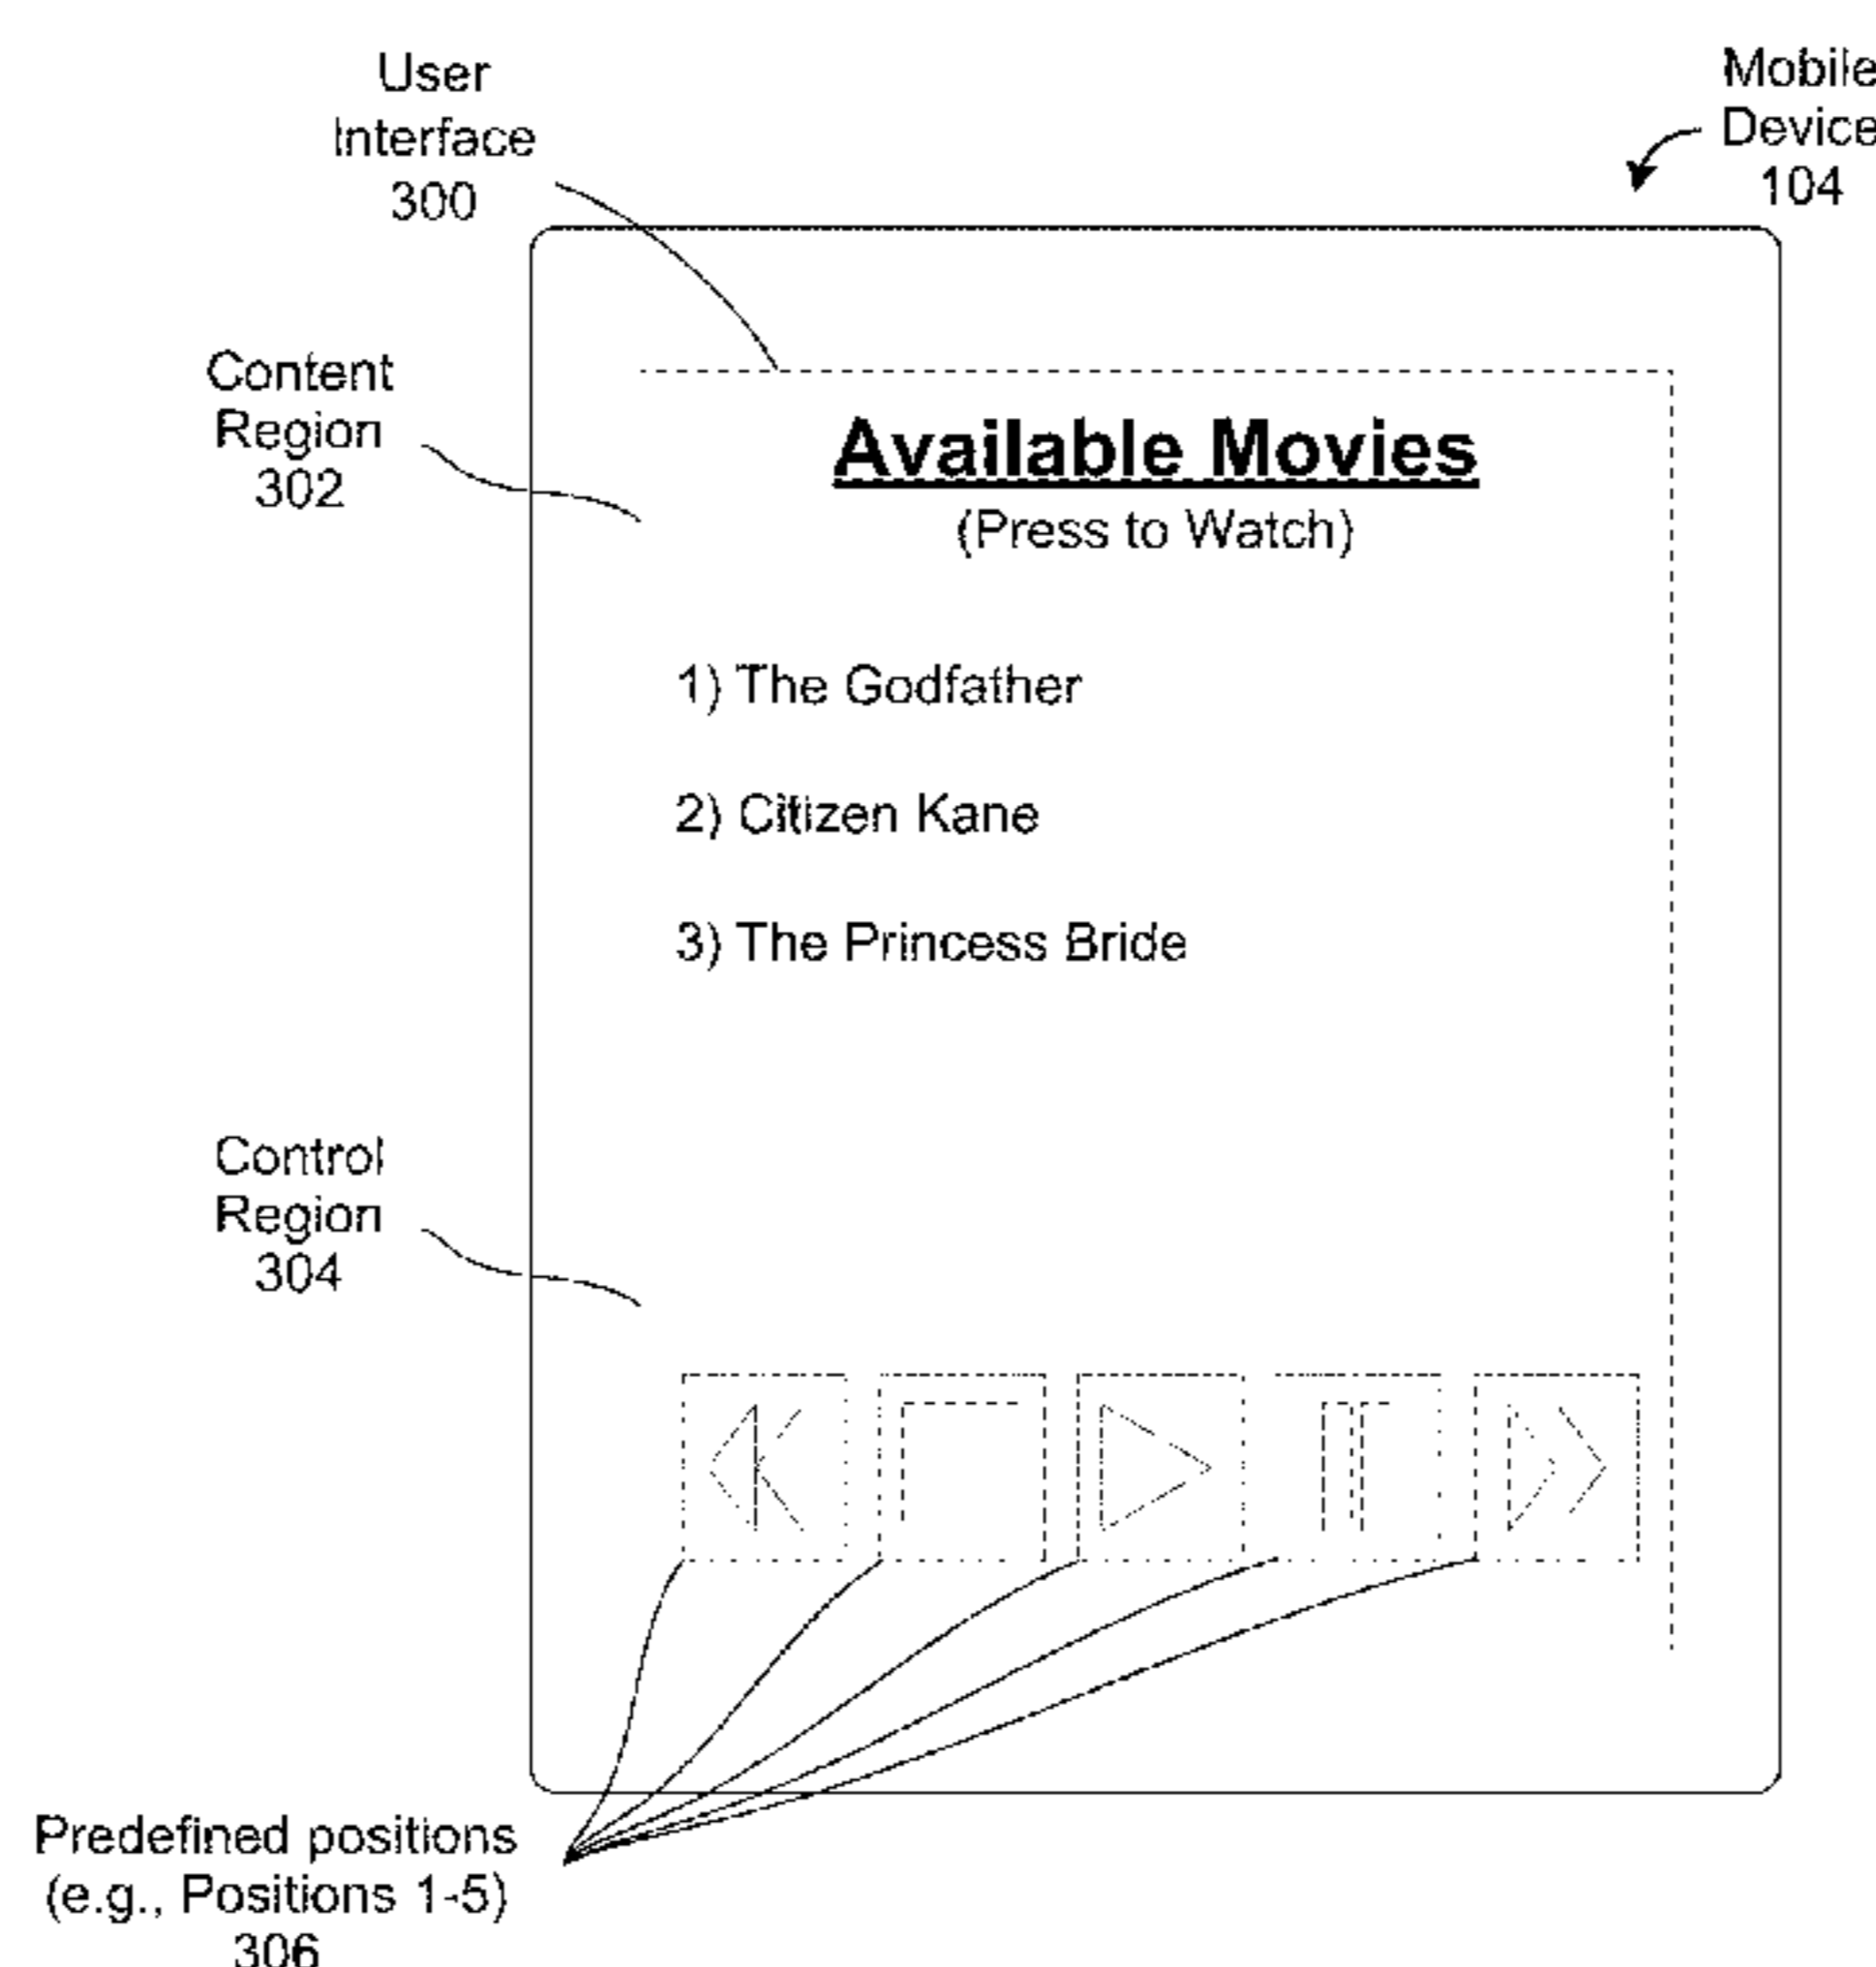 User
Interface
300
Mobile
Device
104
Content
Region
302
Available Movies
(Press to Watch)
1) The Godfather
2) Citizen Kane
3) The Princess Bride
Control
Region
304
Predefined positions
(e.g., Positions 1-5)
306